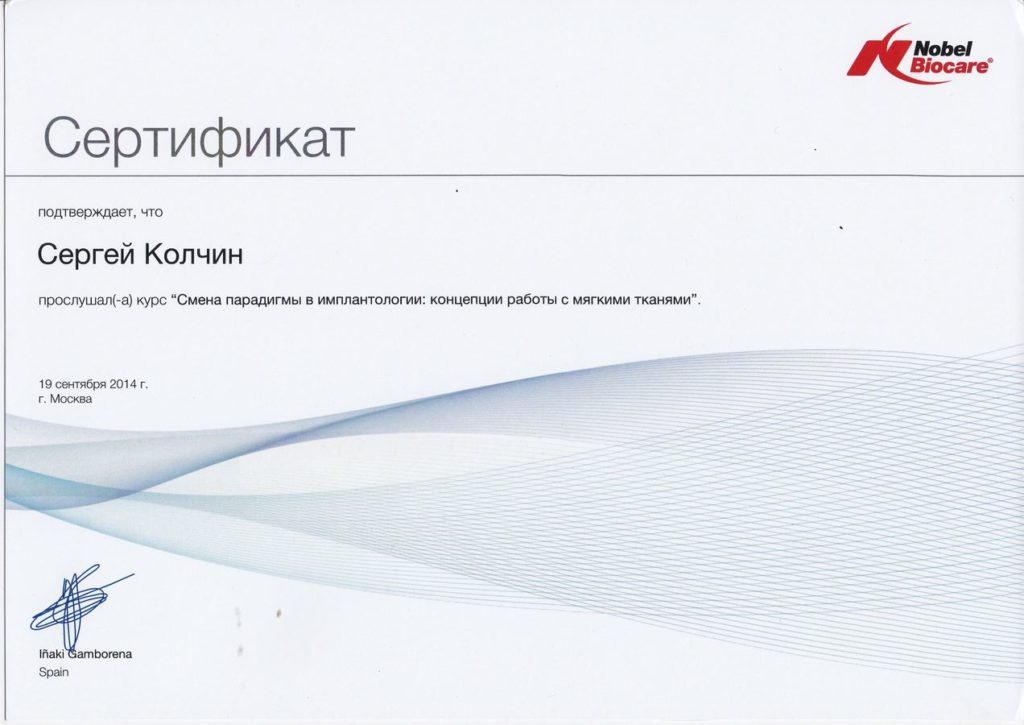 Nobel
Biocare®
Сертификат
подтверждает, что
Сергей Колчин
прослушал(-а) курс “Смена парадигмы в имплантологии: концепции работы с мягкими тканями”.
19 сентября 2014 г.
г. Москва
Iñaki Gamborena
Spain